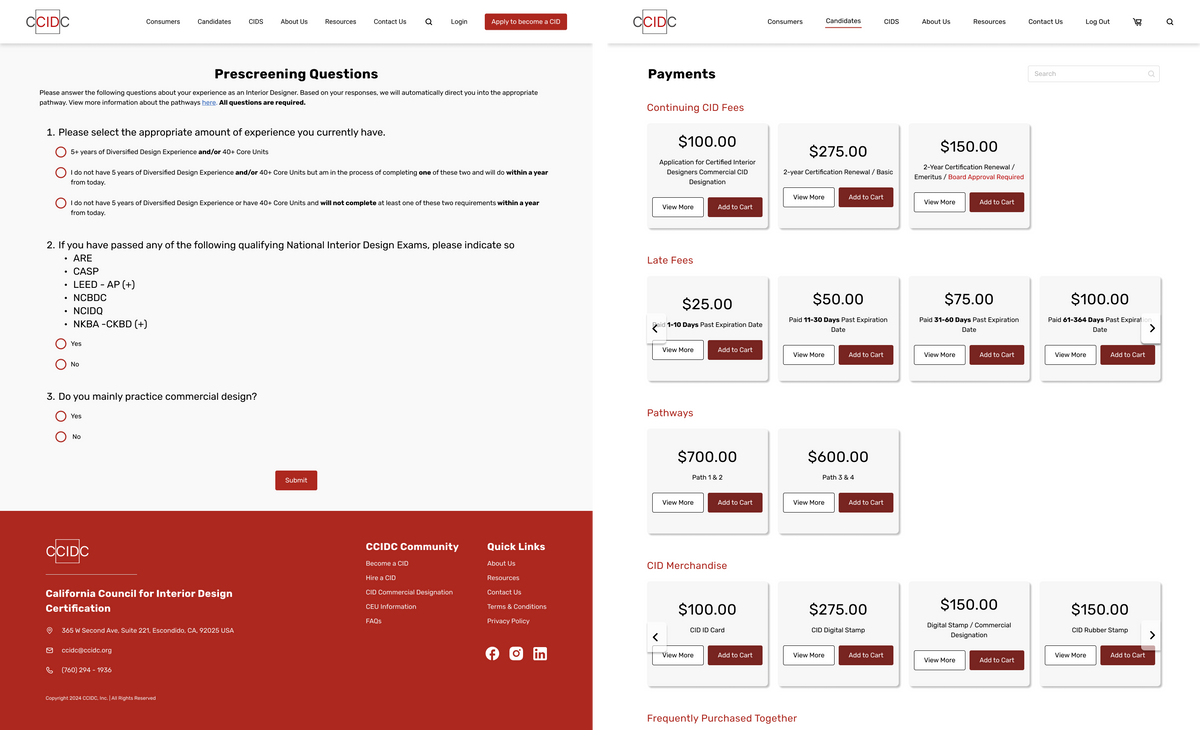 CCIDC
Consumers Candidates CIDS About Us Resources Contact Us Login Apply to become a CID
Prescreening Questions
Please answer the following questions about your experience as an Interior Designer. Based on your responses, we will automatically direct you into the appropriate
pathway. View more information about the pathways here. All questions are required.
1. Please select the appropriate amount of experience you currently have.
5+ years of Diversified Design Experience and/or 40+ Core Units
I do not have 5 years of Diversified Design Experience and/or 40+ Core Units but am in the process of completing one of these two and will do within a year
from today.
I do not have 5 years of Diversified Design Experience or have 40+ Core Units and will not complete at least one of these two requirements within a year
from today.
2. If you have passed any of the following qualifying National Interior Design Exams, please indicate so
• ARE
• CASP
• LEED - AP (+)
• NCBDC
• NCIDQ
• NKBA -CKBD (+)
Yes
No
3. Do you mainly practice commercial design?
Yes
No
Submit
CCIDC
California Council for Interior Design
Certification
365 W Second Ave, Suite 221, Escondido, CA, 92025 USA
ccidc@ccidc.org
(760) 294 - 1936
Copyright 2024 CCIDC, Inc. | All Rights Reserved
CCIDC Community
Become a CID
Hire a CID
CID Commercial Designation
CEU Information
FAQs
Quick Links
About Us
Resources
Contact Us
Terms & Conditions
Privacy Policy
CCIDC
Consumers Candidates CIDS About Us Resources Contact Us Log Out
Payments
Search
Continuing CID Fees
$100.00
Application for Certified Interior
Designers Commercial CID
Designation
View More Add to Cart
$275.00
2-year Certification Renewal / Basic
View More Add to Cart
$150.00
2-Year Certification Renewal /
Emeritus / Board Approval Required
View More Add to Cart
Late Fees
$25.00
Paid 1-10 Days Past Expiration Date
View More Add to Cart
$50.00
Paid 11-30 Days Past Expiration
Date
View More Add to Cart
$75.00
Paid 31-60 Days Past Expiration
Date
View More Add to Cart
$100.00
Paid 61-364 Days Past Expiration
Date
View More Add to Cart
Pathways
$700.00
Path 1 & 2
View More Add to Cart
$600.00
Path 3 & 4
View More Add to Cart
CID Merchandise
$100.00
CID ID Card
View More Add to Cart
$275.00
CID Digital Stamp
View More Add to Cart
$150.00
Digital Stamp / Commercial
Designation
View More Add to Cart
$150.00
CID Rubber Stamp
View More Add to Cart
Frequently Purchased Together